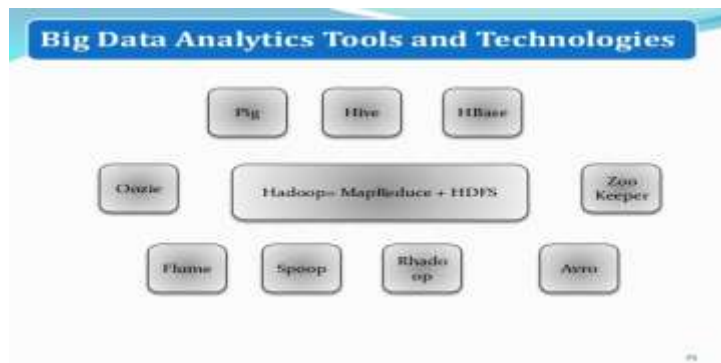 Big Data Analytics Tools and Technologies
Pig
Hive
HBase
Oozie
Hadoop= MapReduce + HDFS
Zoo
Keeper
Flume
Spoop
Rhado
op
Avro